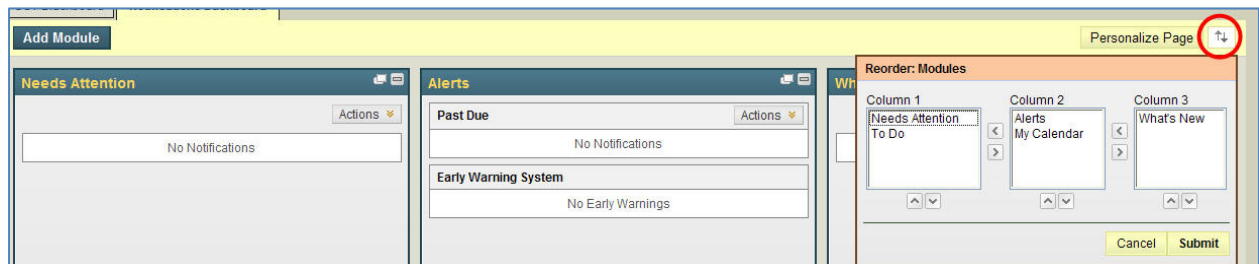 Add Module
Personalize Page
Needs Attention
Actions
No Notifications
Alerts
Past Due
Actions
No Notifications
Early Warning System
No Early Warnings
Wh
Reorder: Modules
Column 1
Column 2
Column 3
Needs Attention
To Do
Alerts
My Calendar
What's New
Cancel
Submit